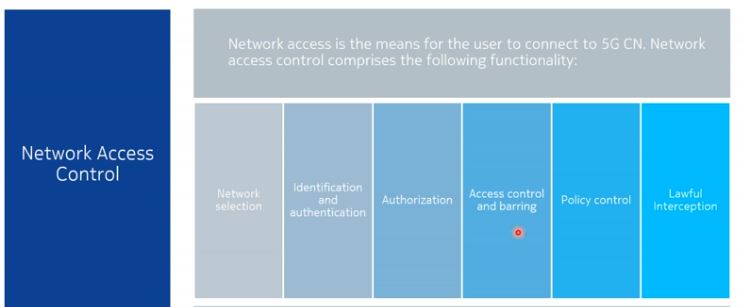 Network Access
Control
Network access is the means for the user to connect to 5G CN. Network
access control comprises the following functionality:
Network
selection
Identification
and
authentication
Authorization
Access control
and barring
Policy control
Lawful
Interception